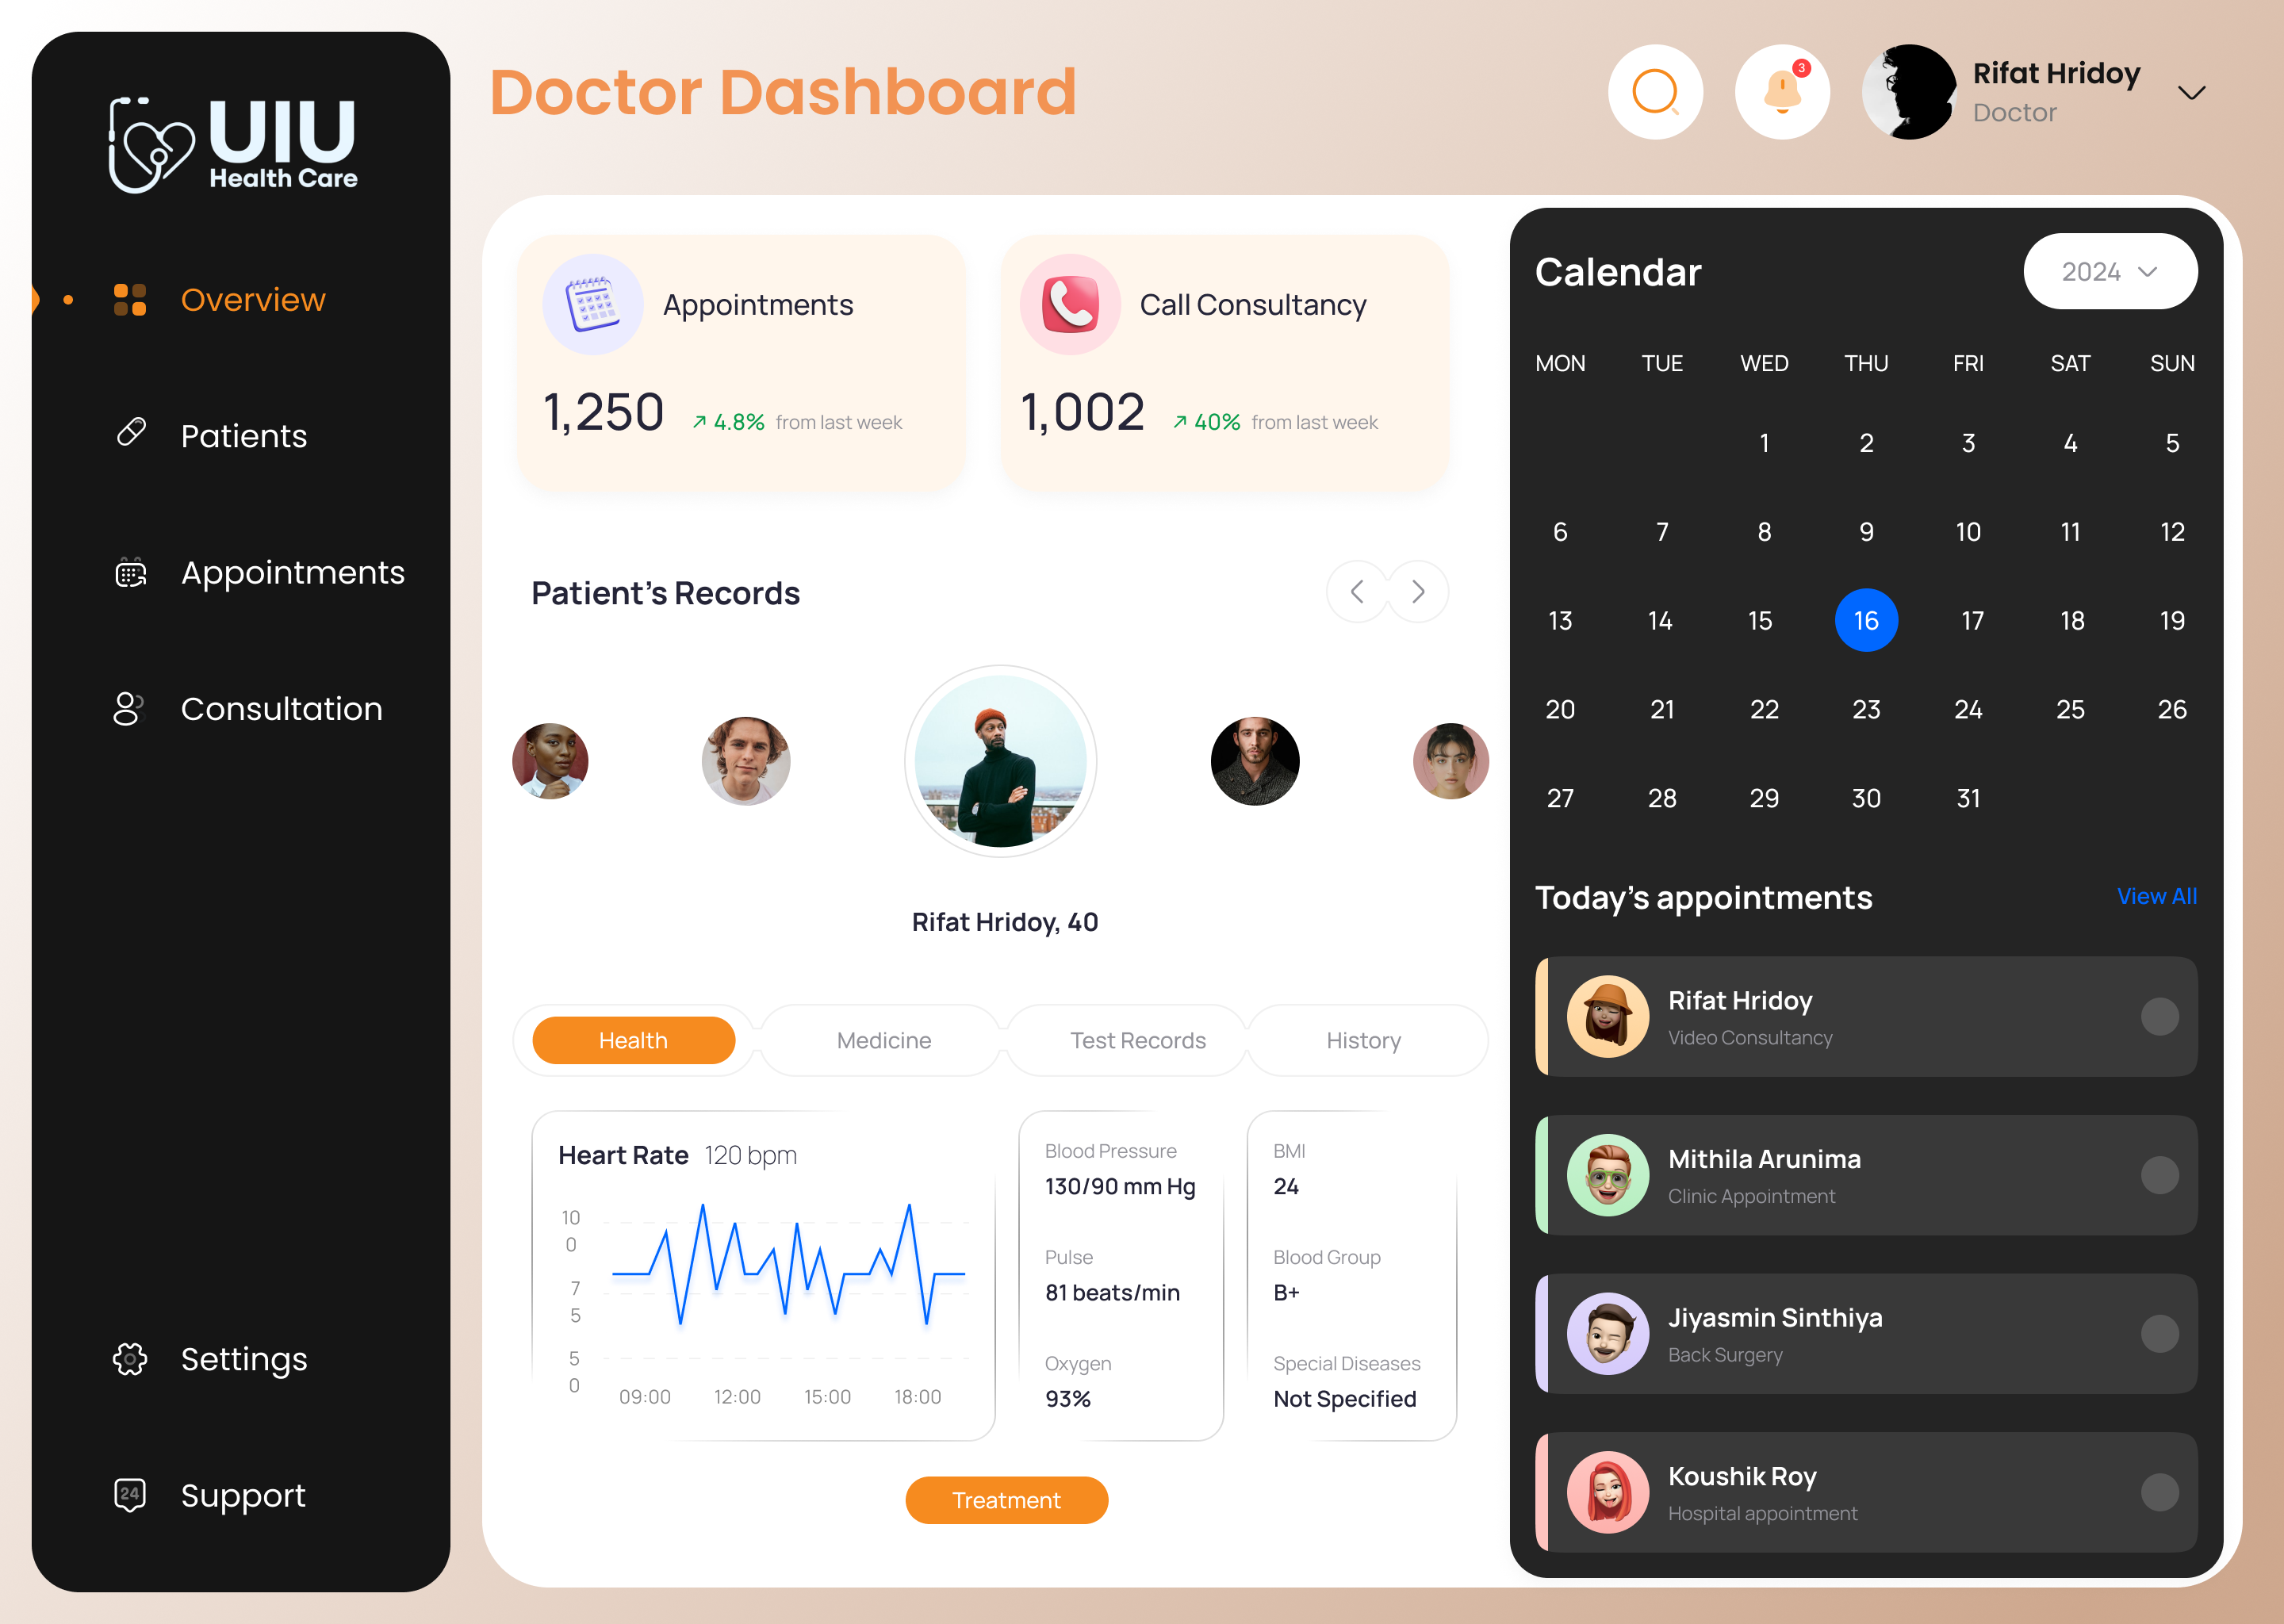 UIU
Health Care
Overview
Patients
Appointments
Consultation
Settings
24
Support
Doctor Dashboard
3
Rifat Hridoy
Doctor
Appointments
1,250
4.8% from last week
Call Consultancy
1,002
40% from last week
Patient's Records
Rifat Hridoy, 40
Health
Medicine
Test Records
History
Heart Rate 120 bpm
10
0
7
5
5
0
09:00 12:00 15:00 18:00
Blood Pressure
130/90 mm Hg
Pulse
81 beats/min
Oxygen
93%
BMI
24
Blood Group
B+
Special Diseases
Not Specified
Treatment
Calendar
2024
MON TUE WED THU FRI SAT SUN
1 2 3 4 5
6 7 8 9 10 11 12
13 14 15 16 17 18 19
20 21 22 23 24 25 26
27 28 29 30 31
Today's appointments
View All
Rifat Hridoy
Video Consultancy
Mithila Arunima
Clinic Appointment
Jiyasmin Sinthiya
Back Surgery
Koushik Roy
Hospital appointment